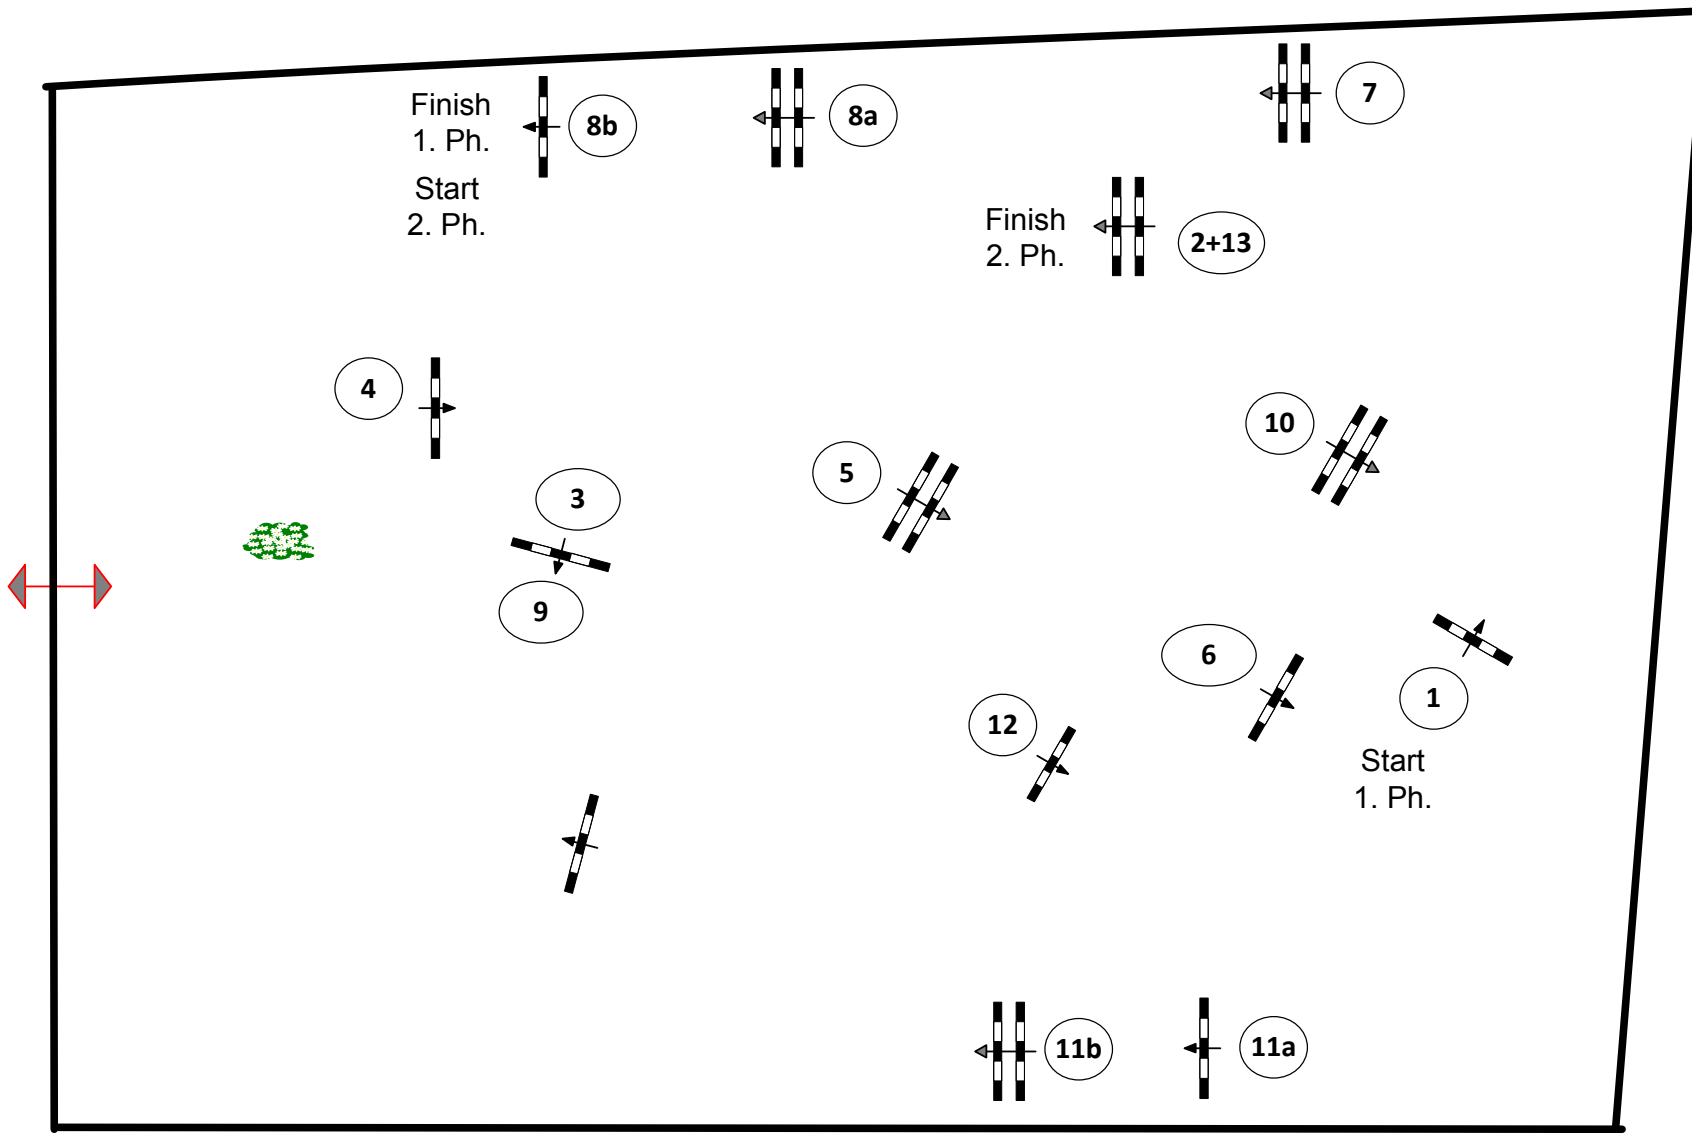 Finish
1. Ph.
8b
8a
7
Start
2. Ph.
Finish
2. Ph.
2+13
4
10
5
3
9
6
1
12
Start
1. Ph.
11b
11a